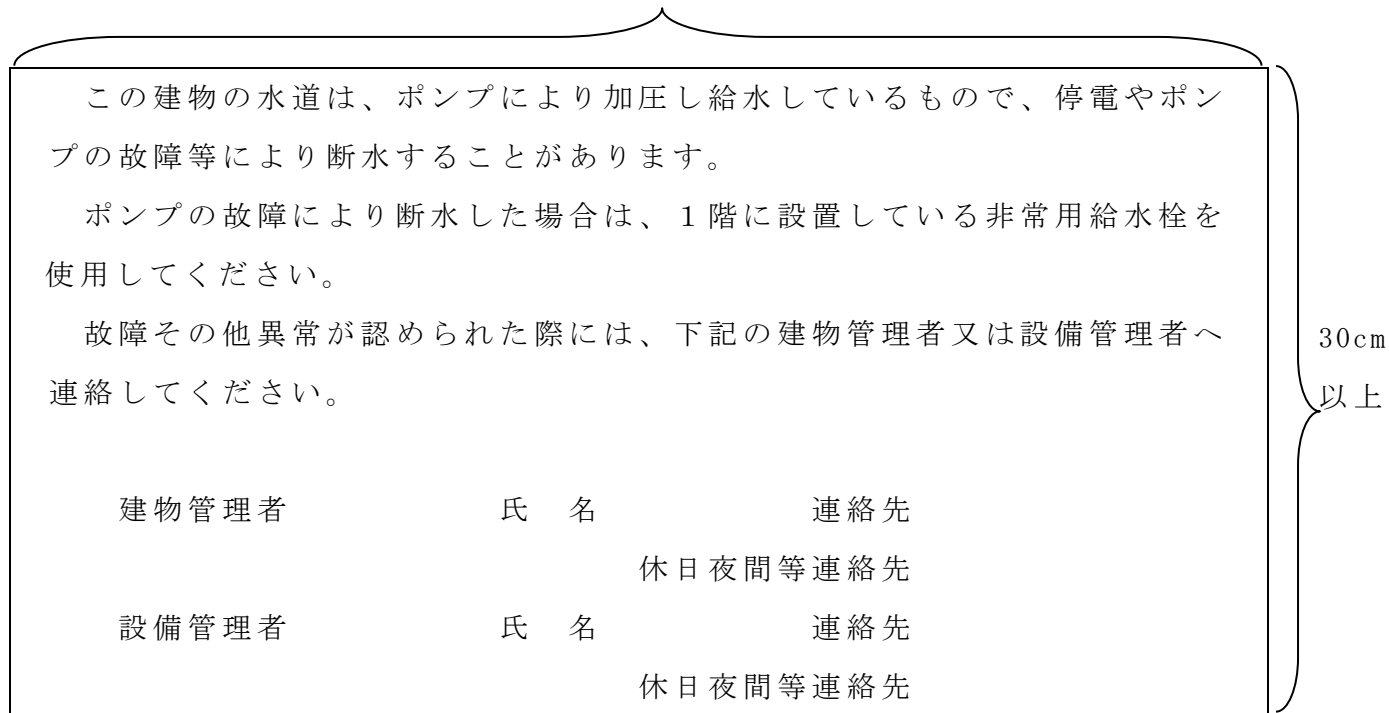 この建物の水道は、ポンプにより加圧し給水しているもので、停電やポン
プの故障等により断水することがあります。
ポンプの故障により断水した場合は、１階に設置している非常用給水栓を
使用してください。
故障その他異常が認められた際には、下記の建物管理者又は設備管理者へ
連絡してください。
30cm
以上
建物管理者 氏 名 連絡先
休日夜間等連絡先
設備管理者 氏 名 連絡先
休日夜間等連絡先